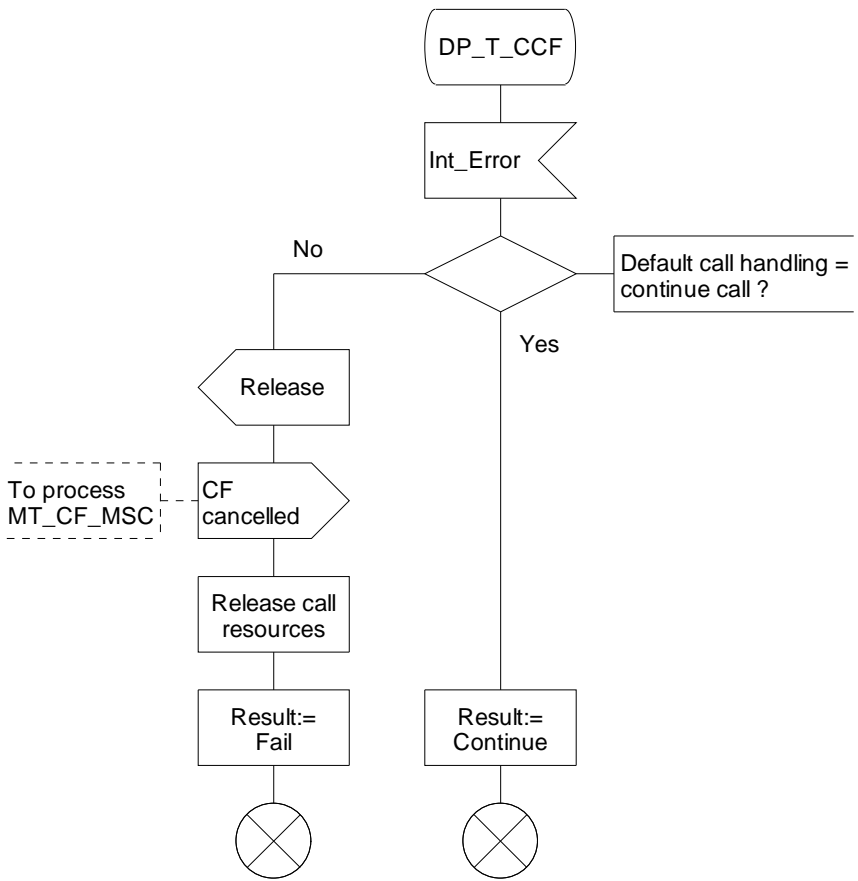 DP_T_CCF
Int_Error
No
Default call handling =
continue call ?
Yes
Release
To process
MT_CF_MSC
CF
cancelled
Release call
resources
Result:=
Fail
Result:=
Continue